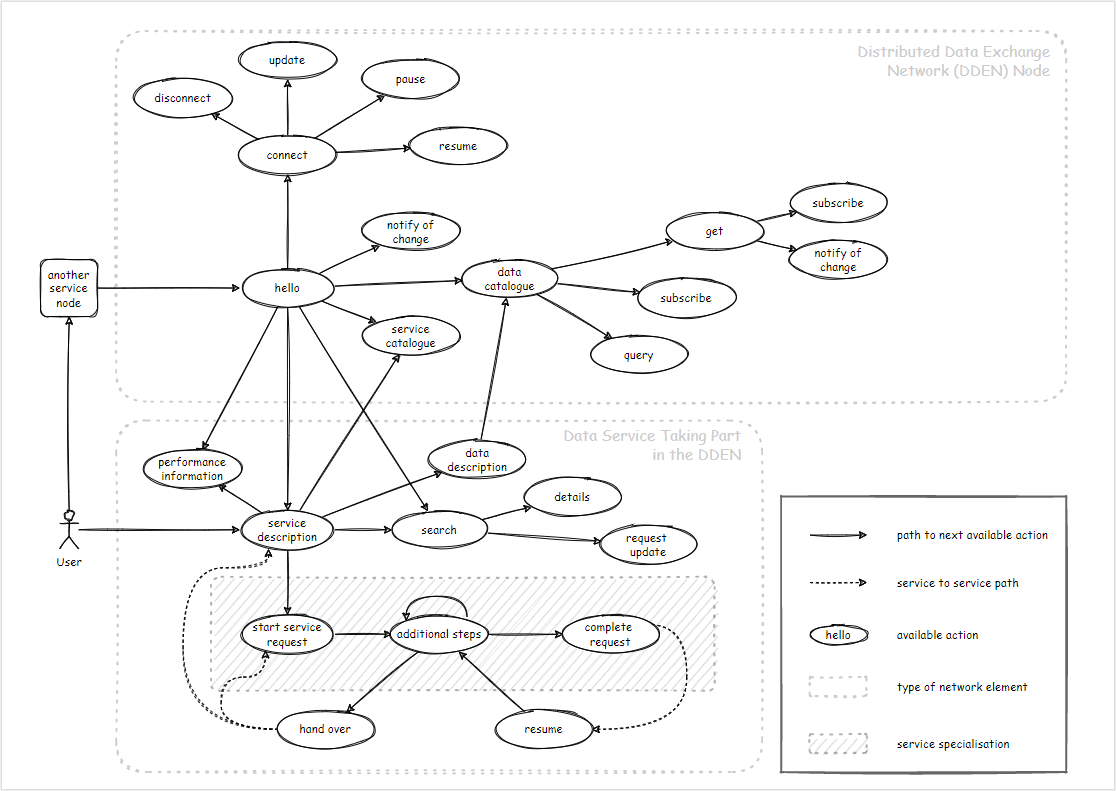 Distributed Data Exchange
Network (DDEN) Node
update
pause
disconnect
connect
resume
notify of
change
get
subscribe
notify of
change
another
service
node
hello
data
catalogue
subscribe
service
catalogue
query
Data Service Taking Part
in the DDEN
performance
information
data
description
details
service
description
search
request
update
User
start service
request
additional steps
complete
request
hand over
resume
path to next available action
service to service path
hello
available action
type of network element
service specialisation